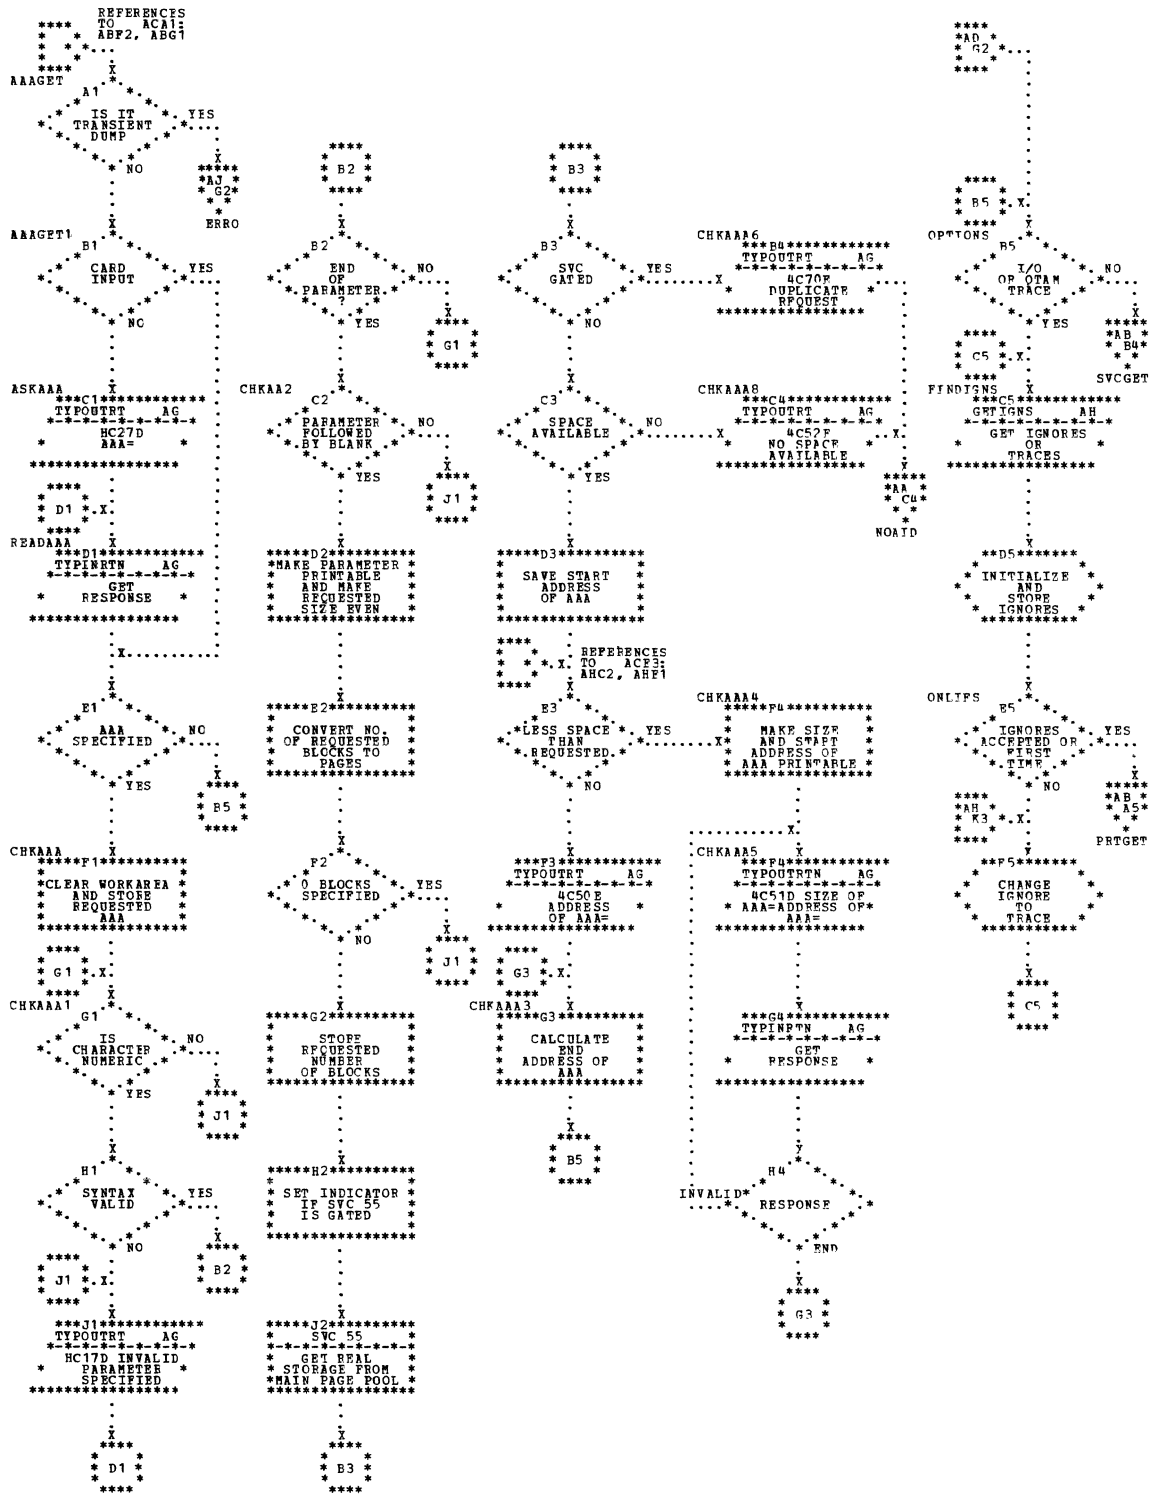 REFERENCES
TO ACA1:
ABF2, ABG1
AAAGET
A1
IS IT
TRANSIENT
DUMP
YES
NO
AJ
G2
ERRO
AAAGET1
B1
CARD
INPUT
YES
NO
ASKAAA
C1
TYPOUTRT AG
HC27D
AAA=
D1
READAAA
D1
TYPINRTN AG
GET
RESPONSE
E1
AAA
SPECIFIED
NO
YES
B5
CHKAAA
F1
CLEAR WORKAREA
AND STORE
REQUESTED
AAA
G1
CHKAAA1
G1
IS
CHARACTER
NUMERIC
NO
YES
J1
H1
SYNTAX
VALID
YES
NO
B2
J1
J1
TYPOUTRT AG
HC17D INVALID
PARAMETER
SPECIFIED
D1
B2
B2
END
OF
PARAMETER
?
NO
YES
G1
CHKAA2
C2
PARAMETER
FOLLOWED
BY BLANK
NO
YES
J1
D2
MAKE PARAMETER
PRINTABLE
AND MAKE
REQUESTED
SIZE EVEN
E2
CONVERT NO.
OF REQUESTED
BLOCKS TO
PAGES
F2
0 BLOCKS
SPECIFIED
YES
NO
J1
G2
STORE
REQUESTED
NUMBER
OF BLOCKS
H2
SET INDICATOR
IF SVC 55
IS GATED
J2
SVC 55
GET REAL
STORAGE FROM
MAIN PAGE POOL
B3
B3
B3
SVC
GATED
YES
NO
C3
SPACE
AVAILABLE
NO
YES
D3
SAVE START
ADDRESS
OF AAA
REFERENCES
TO ACE3:
AHC2, AHF1
E3
LESS SPACE
THAN
REQUESTED
YES
NO
F3
TYPOUTRT AG
4C50E
ADDRESS
OF AAA=
G3
CHKAAA3
G3
CALCULATE
END
ADDRESS OF
AAA
B5
CHKAAA6
B4
TYPOUTRT AG
4C70E
DUPLICATE
REQUEST
CHKAAA8
C4
TYPOUTRT AG
4C52E
NO SPACE
AVAILABLE
AA
C4
NOAID
CHKAAA4
E4
MAKE SIZE
AND START
ADDRESS OF
AAA PRINTABLE
CHKAAA5
F4
TYPOUTRTN AG
4C51D SIZE OF
AAA=ADDRESS OF
AAA=
G4
TYPINRTN AG
GET
RESPONSE
H4
RESPONSE
INVALID
END
G3
AD
G2
B5
OPTIONS
B5
I/O
OR QTAM
TRACE
NO
YES
AB
B4
SVCGET
C5
FINDIGNS
C5
GETIGNS AH
GET IGNORES
OR
TRACES
D5
INITIALIZE
AND
STORE
IGNORES
ONLIFS
E5
IGNORES
ACCEPTED OR
FIRST
TIME
YES
NO
AB
A5
PRTGET
AH
K3
F5
CHANGE
IGNORE
TO
TRACE
C5